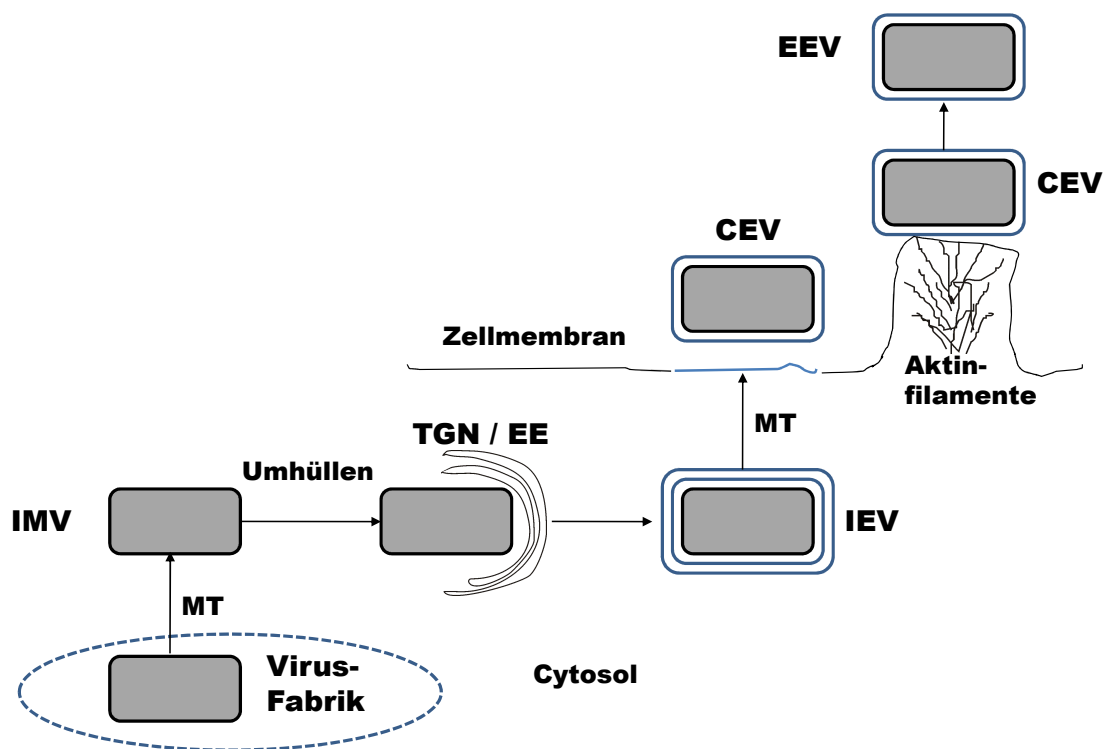 EEV
CEV
CEV
Zellmembran
Aktin-
filamente
MT
TGN / EE
Umhüllen
IMV
IEV
MT
Virus-
Fabrik
Cytosol